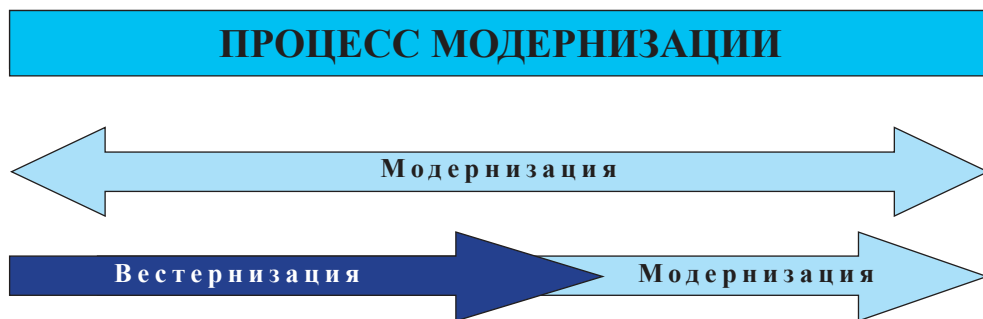 ПРОЦЕСС МОДЕРНИЗАЦИИ
Модернизация
Вестернизация Модернизация